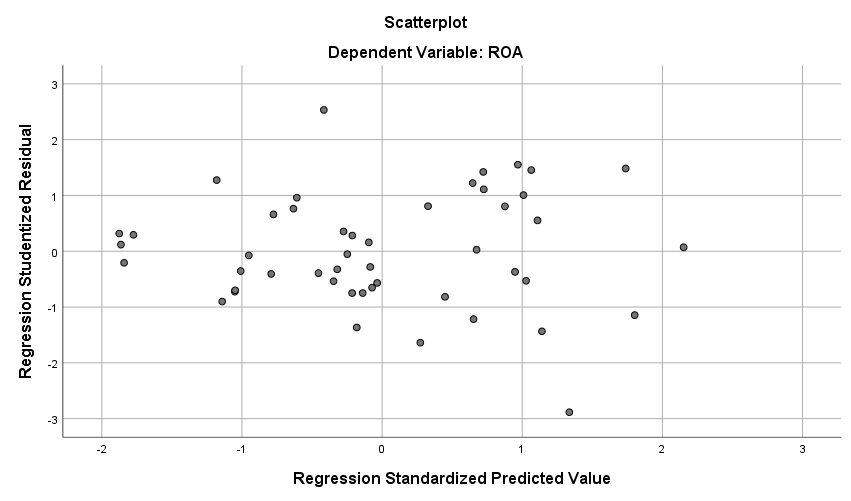 Scatterplot
Dependent Variable: ROA
Regression Studentized Residual
3
2
1
0
-1
-2
-3
-2 -1 0 1 2 3
Regression Standardized Predicted Value